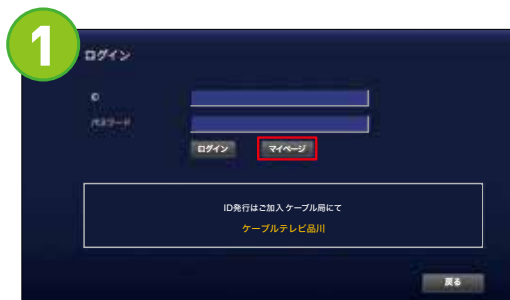 1
ログイン
ID
パスワード
ログイン マイページ
ID発行はご加入 ケーブル局にて
ケーブルテレビ品川
戻る